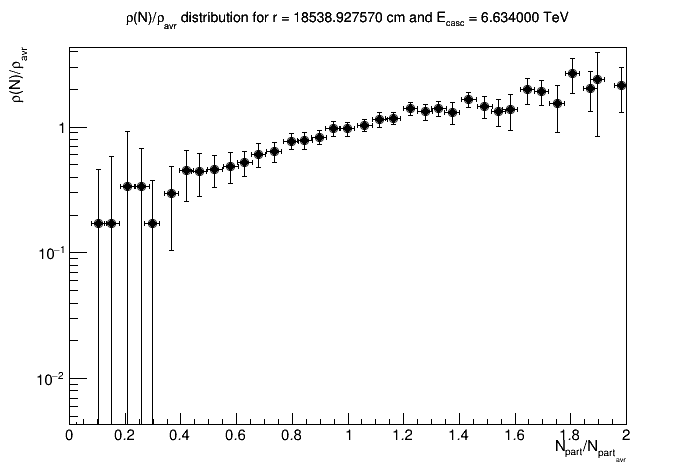 ρ(N)/ρavr distribution for r = 18538.927570 cm and Ecasc = 6.634000 TeV
ρ(N)/ρavr
1
10−1
10−2
0 0.2 0.4 0.6 0.8 1 1.2 1.4 1.6 1.8 2
Npart/Npartavr